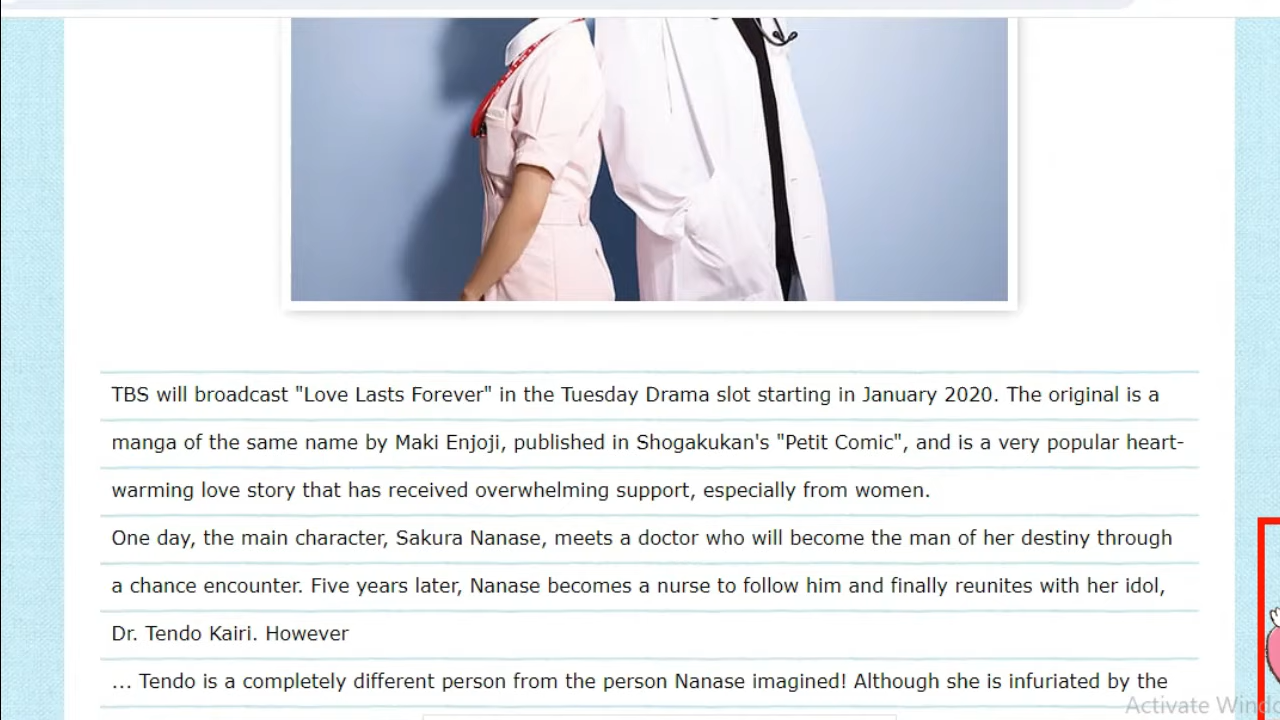 TBS will broadcast "Love Lasts Forever" in the Tuesday Drama slot starting in January 2020. The original is a
manga of the same name by Maki Enjoji, published in Shogakukan's "Petit Comic", and is a very popular heart-
warming love story that has received overwhelming support, especially from women.
One day, the main character, Sakura Nanase, meets a doctor who will become the man of her destiny through
a chance encounter. Five years later, Nanase becomes a nurse to follow him and finally reunites with her idol,
Dr. Tendo Kairi. However
... Tendo is a completely different person from the person Nanase imagined! Although she is infuriated by the
Activate Windo